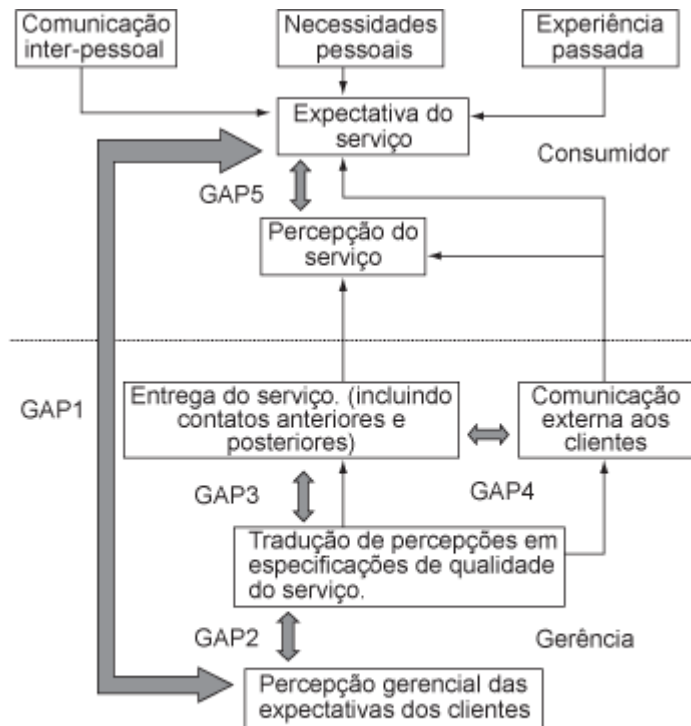 Comunicação
inter-pessoal
Necessidades
pessoais
Experiência
passada
Expectativa do
serviço
Consumidor
GAP5
Percepção do
serviço
GAP1
Entrega do serviço. (incluindo
contatos anteriores e
posteriores)
Comunicação
externa aos
clientes
GAP3
GAP4
Tradução de percepções em
especificações de qualidade
do serviço.
GAP2
Gerência
Percepção gerencial das
expectativas dos clientes